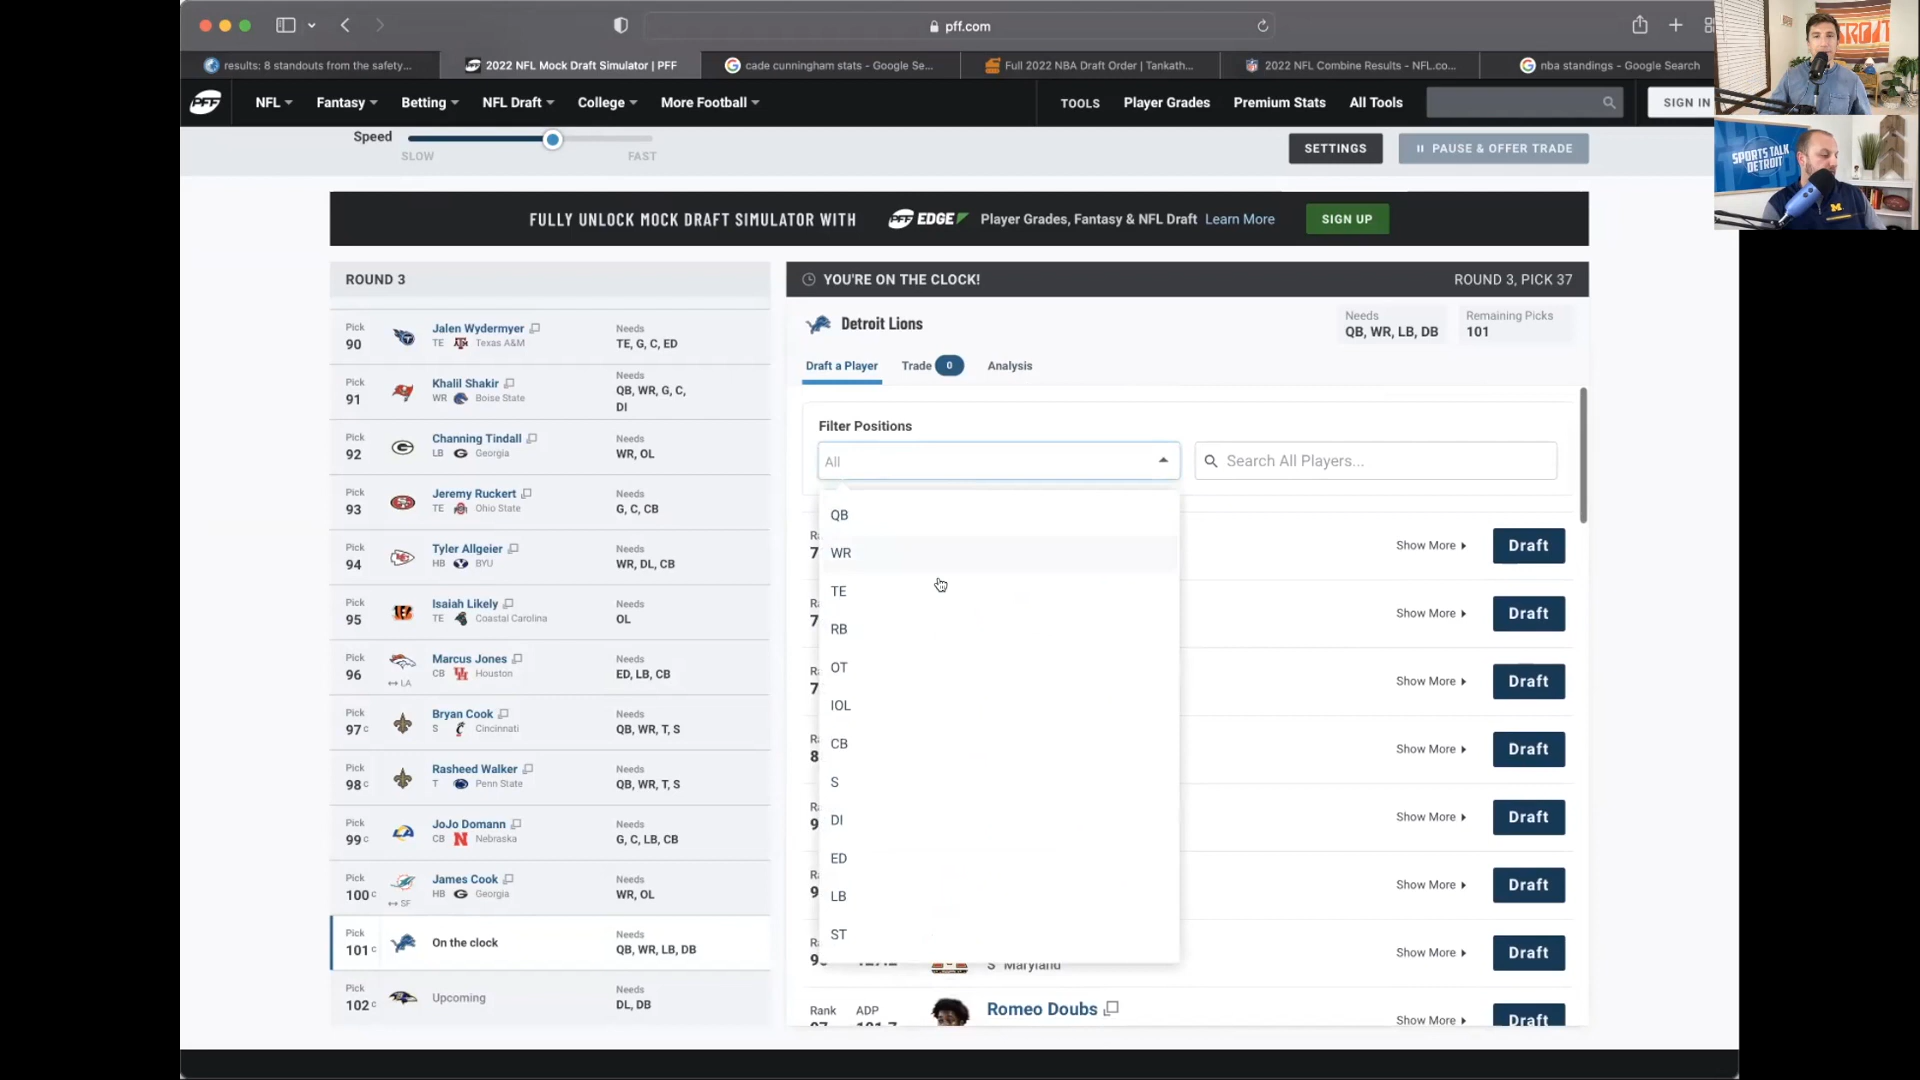 pff.com
results: 8 standouts from the safety...
2022 NFL Mock Draft Simulator | PFF
cade cunningham stats - Google Se...
Full 2022 NBA Draft Order | Tankath...
2022 NFL Combine Results - NFL.co...
nba standings - Google Search
PFF
NFL
Fantasy
Betting
NFL Draft
College
More Football
TOOLS
Player Grades
Premium Stats
All Tools
SIGN IN
SPORTS TALK
DETROIT
Speed
SLOW
FAST
SETTINGS
PAUSE & OFFER TRADE
FULLY UNLOCK MOCK DRAFT SIMULATOR WITH
PFF EDGE
Player Grades, Fantasy & NFL Draft
Learn More
SIGN UP
ROUND 3
Pick
90
Jalen Wydermyer
TE
Texas A&M
Needs
TE, G, C, ED
Pick
91
Khalil Shakir
WR
Boise State
Needs
QB, WR, G, C,
DI
Pick
92
Channing Tindall
LB
Georgia
Needs
WR, OL
Pick
93
Jeremy Ruckert
TE
Ohio State
Needs
G, C, CB
Pick
94
Tyler Allgeier
HB
BYU
Needs
WR, DL, CB
Pick
95
Isaiah Likely
TE
Coastal Carolina
Needs
OL
Pick
96
LA
Marcus Jones
CB
Houston
Needs
ED, LB, CB
Pick
97 c
Bryan Cook
S
Cincinnati
Needs
QB, WR, T, S
Pick
98 c
Rasheed Walker
T
Penn State
Needs
QB, WR, T, S
Pick
99 c
JoJo Domann
CB
Nebraska
Needs
G, C, LB, CB
Pick
100 c
SF
James Cook
HB
Georgia
Needs
WR, OL
Pick
101 c
On the clock
Needs
QB, WR, LB, DB
Pick
102 c
Upcoming
Needs
DL, DB
YOU'RE ON THE CLOCK!
ROUND 3, PICK 37
Detroit Lions
Needs
QB, WR, LB, DB
Remaining Picks
101
Draft a Player
Trade 0
Analysis
Filter Positions
All
Search All Players...
QB
WR
TE
RB
OT
IOL
CB
S
DI
ED
LB
ST
Show More
Draft
Show More
Draft
Show More
Draft
Show More
Draft
Show More
Draft
Show More
Draft
Show More
Draft
S Maryland
Rank
ADP
Romeo Doubs
Show More
Draft